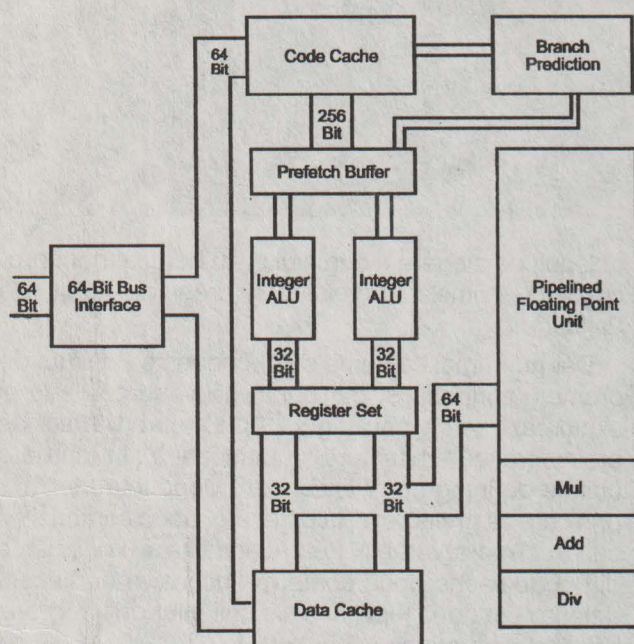 64
Bit
Code Cache
Branch
Prediction
256
Bit
Prefetch Buffer
64
Bit
64-Bit Bus
Interface
Integer
ALU
Integer
ALU
Pipelined
Floating Point
Unit
32
Bit
32
Bit
Register Set
64
Bit
32
Bit
32
Bit
Mul
Add
Div
Data Cache